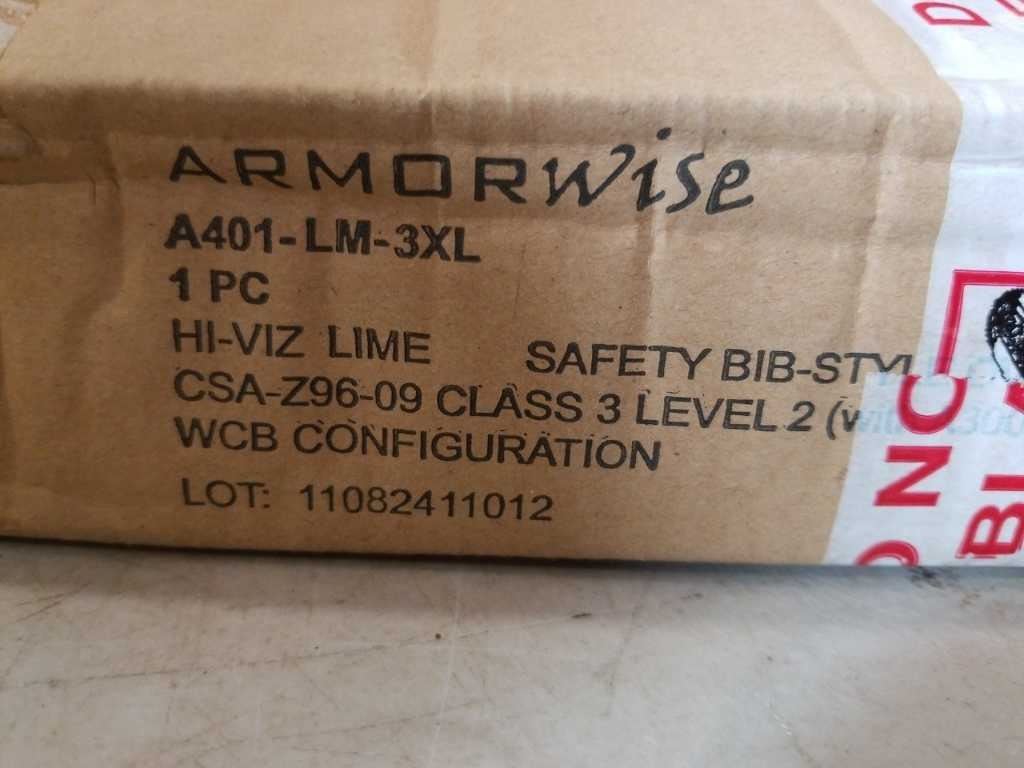 ARMORwise
A401-LM-3XL
1 PC
HI-VIZ LIME SAFETY BIB-STYL
CSA-Z96-09 CLASS 3 LEVEL 2 (with
WCB CONFIGURATION
LOT: 11082411012